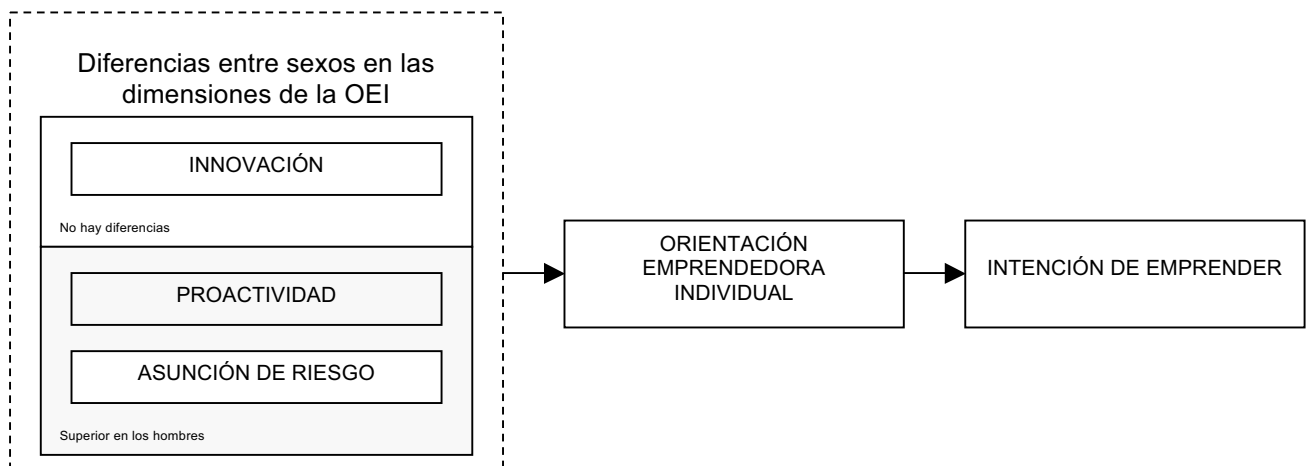 Diferencias entre sexos en las
dimensiones de la OEI
INNOVACIÓN
No hay diferencias
PROACTIVIDAD
ASUNCIÓN DE RIESGO
Superior en los hombres
ORIENTACIÓN
EMPRENDEDORA
INDIVIDUAL
INTENCIÓN DE EMPRENDER